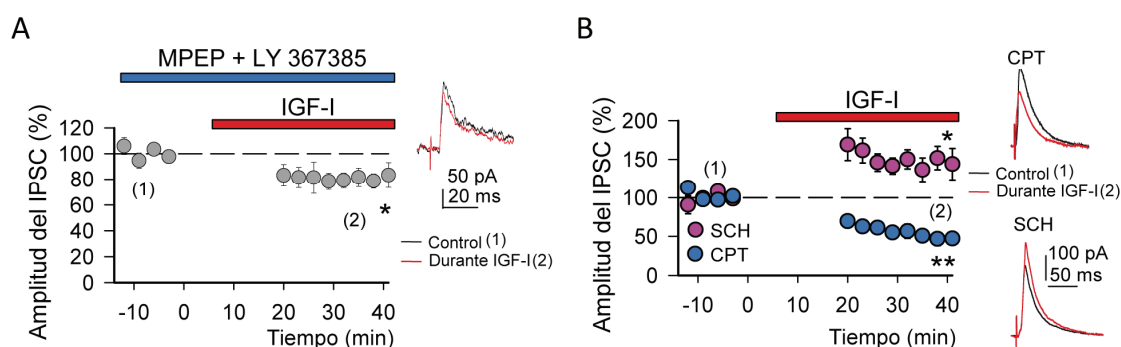 A
MPEP + LY 367385
IGF-I
Amplitud del IPSC (%)
120
100
80
60
40
20
0
(1)
(2)
*
-10 0 10 20 30 40
Tiempo (min)
50 pA
20 ms
Control (1)
Durante IGF-I(2)
B
IGF-I
Amplitud del IPSC (%)
200
150
100
50
0
(1)
*
(2)
SCH
CPT
**
-10 0 10 20 30 40
Tiempo (min)
CPT
Control (1)
Durante IGF-I(2)
SCH
100 pA
50 ms